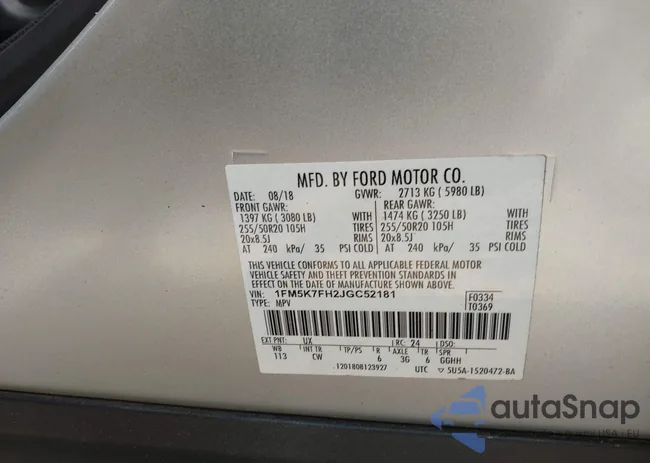 MFD. BY FORD MOTOR CO.
DATE: 08/18 GVWR: 2713 KG ( 5980 LB)
FRONT GAWR: REAR GAWR:
1397 KG ( 3080 LB) WITH 1474 KG ( 3250 LB) WITH
255/50R20 105H TIRES 255/50R20 105H TIRES
20x8.5J RIMS 20x8.5J RIMS
AT 240 kPa/ 35 PSI COLD AT 240 kPa/ 35 PSI COLD
THIS VEHICLE CONFORMS TO ALL APPLICABLE FEDERAL MOTOR
VEHICLE SAFETY AND THEFT PREVENTION STANDARDS IN
EFFECT ON THE DATE OF MANUFACTURE SHOWN ABOVE.
VIN: 1FM5K7FH2JGC52181 F0334
TYPE: MPV T0369
EXT PNT: UX RC: 24 DSO:
WB INT TR TP/PS R AXLE TR SPR
113 CW 6 3G 6 GGHH
.1201808123927 UTC ▽ 5U5A-1520472-BA
autoSnap
USA | EU